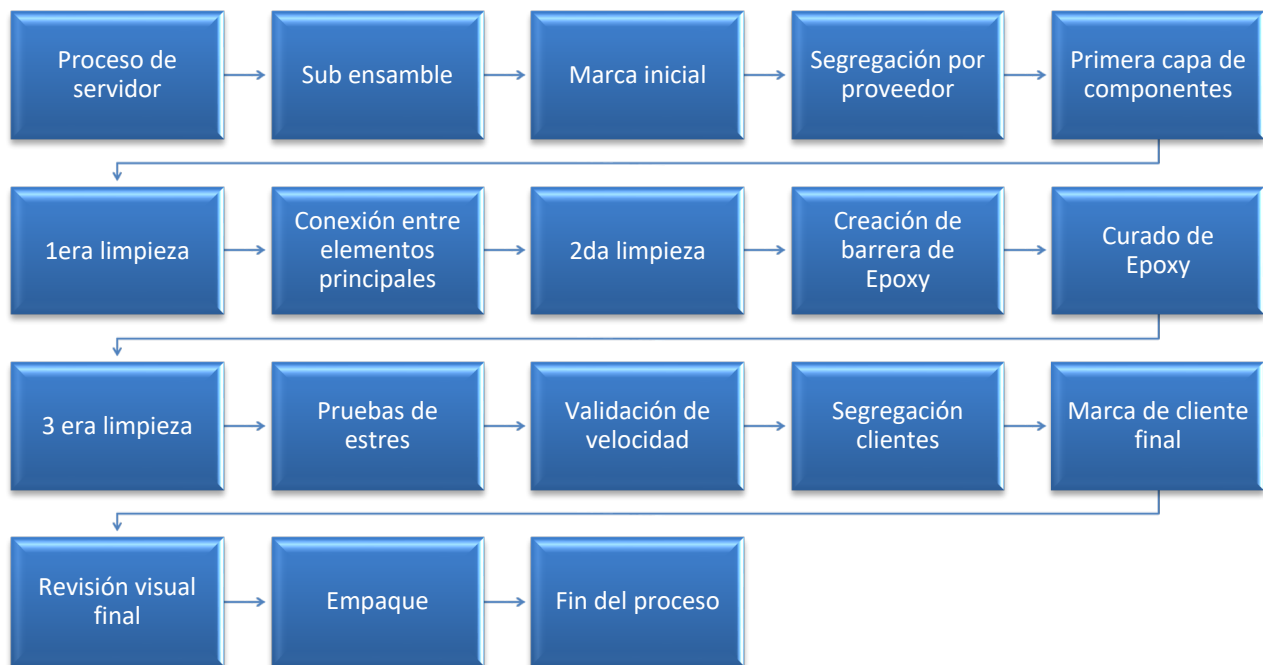 Proceso de
servidor
Sub ensamble
Marca inicial
Segregación por
proveedor
Primera capa de
componentes
1era limpieza
Conexión entre
elementos
principales
2da limpieza
Creación de
barrera de
Epoxy
Curado de
Epoxy
3 era limpieza
Pruebas de
estres
Validación de
velocidad
Segregación
clientes
Marca de cliente
final
Revisión visual
final
Empaque
Fin del proceso